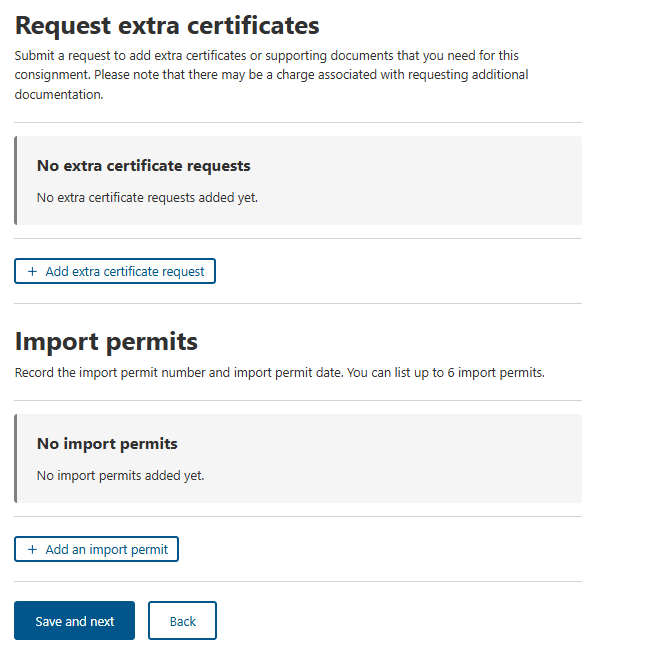 Request extra certificates
Submit a request to add extra certificates or supporting documents that you need for this
consignment. Please note that there may be a charge associated with requesting additional
documentation.
No extra certificate requests
No extra certificate requests added yet.
+ Add extra certificate request
Import permits
Record the import permit number and import permit date. You can list up to 6 import permits.
No import permits
No import permits added yet.
+ Add an import permit
Save and next
Back